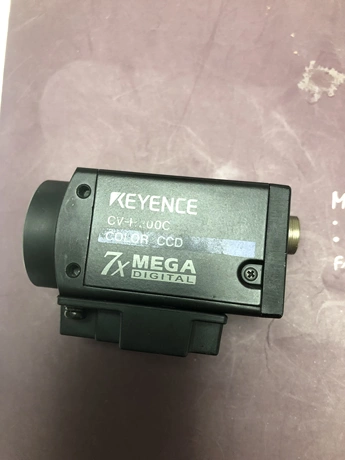 KEYENCE
COLOR CCD
7x MEGA
DIGITAL